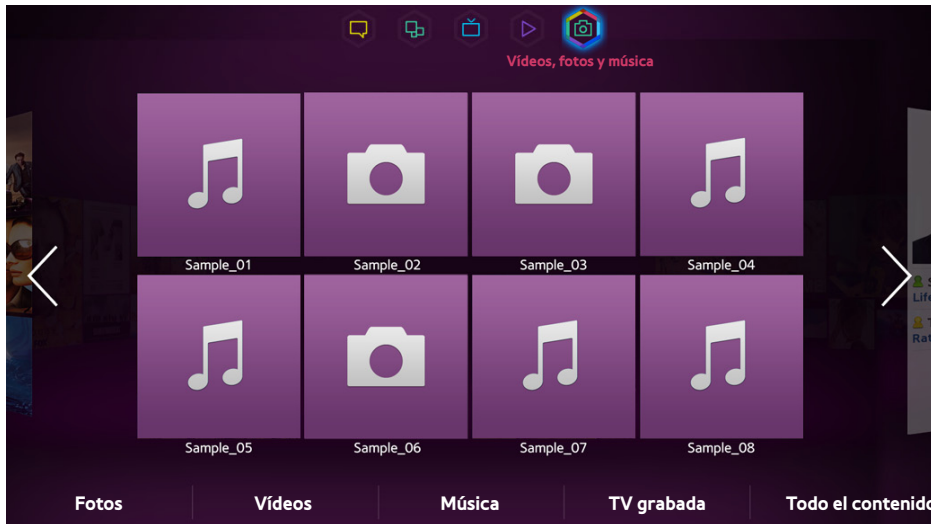 Vídeos, fotos y música
Sample_01
Sample_02
Sample_03
Sample_04
Sample_05
Sample_06
Sample_07
Sample_08
Fotos
Vídeos
Música
TV grabada
Todo el contenido